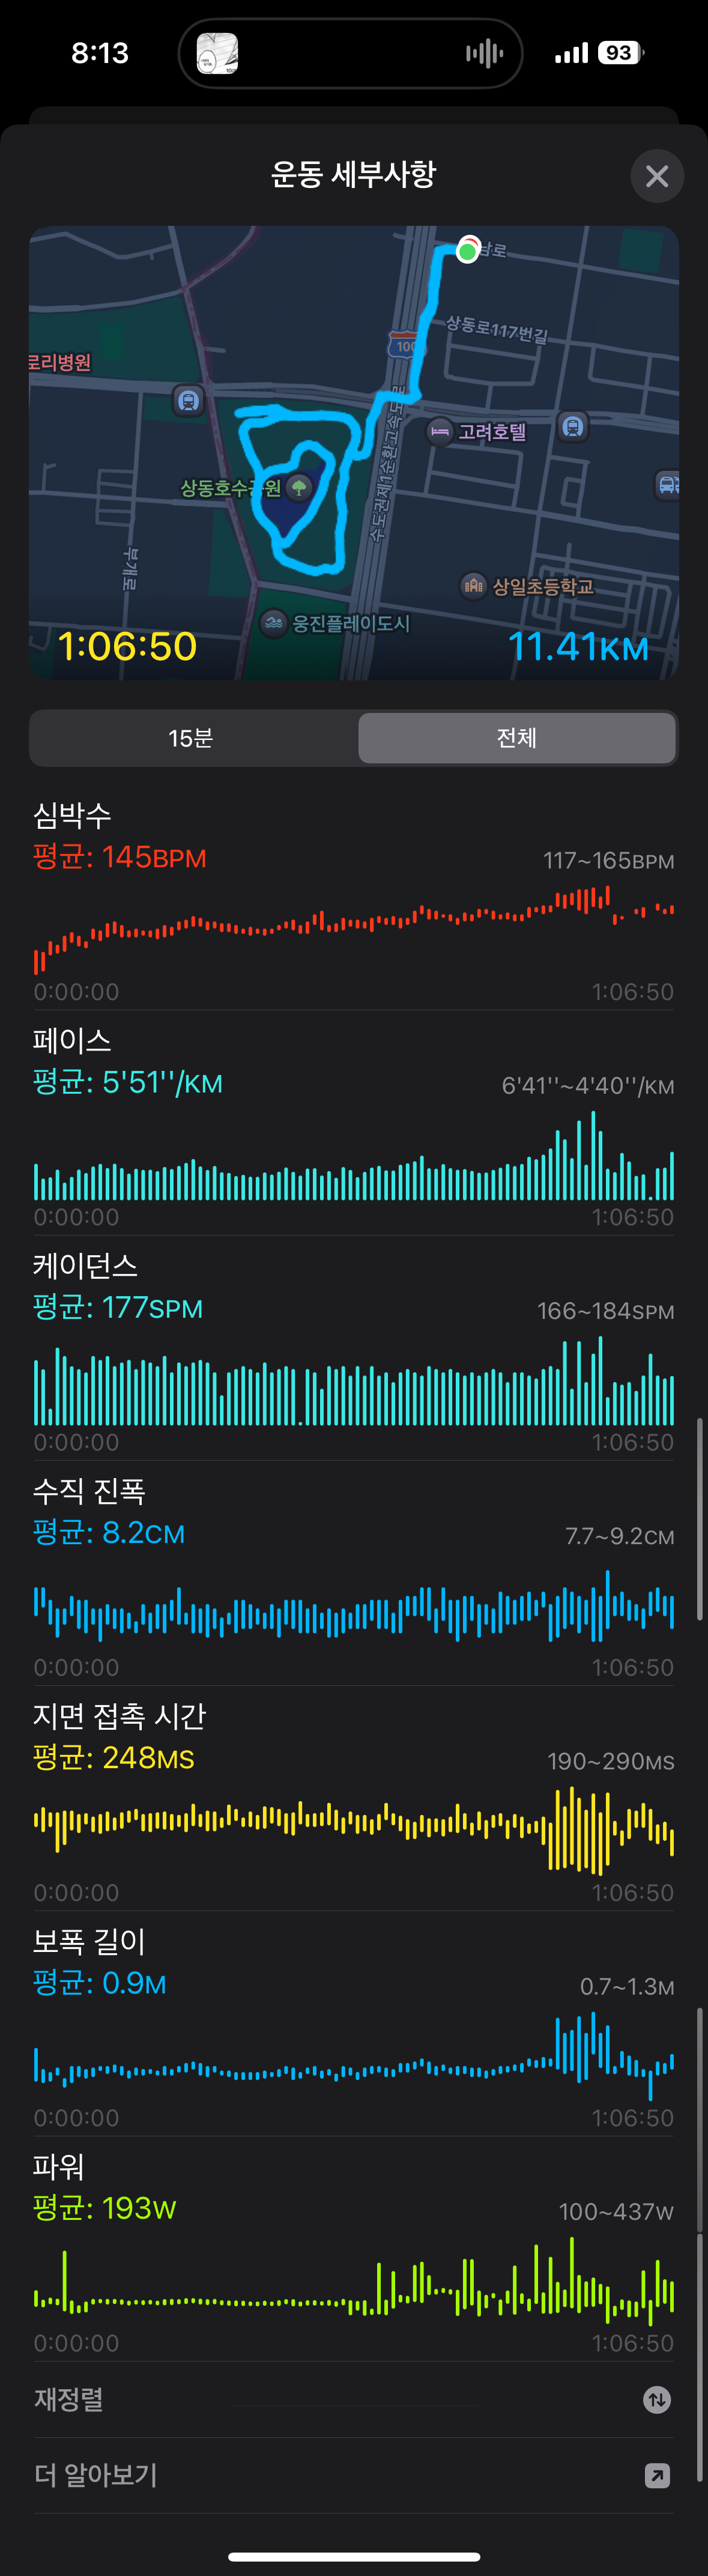 8:13
93
운동 세부사항
상동로117번길
100
고려호텔
상동호수공원
수도권제1순환고속도로
부개로
상일초등학교
웅진플레이도시
1:06:50
11.41KM
15분
전체
심박수
평균: 145BPM
117~165BPM
0:00:00
1:06:50
페이스
평균: 5'51''/KM
6'41''~4'40''/KM
0:00:00
1:06:50
케이던스
평균: 177SPM
166~184SPM
0:00:00
1:06:50
수직 진폭
평균: 8.2CM
7.7~9.2CM
0:00:00
1:06:50
지면 접촉 시간
평균: 248MS
190~290MS
0:00:00
1:06:50
보폭 길이
평균: 0.9M
0.7~1.3M
0:00:00
1:06:50
파워
평균: 193W
100~437W
0:00:00
1:06:50
재정렬
더 알아보기